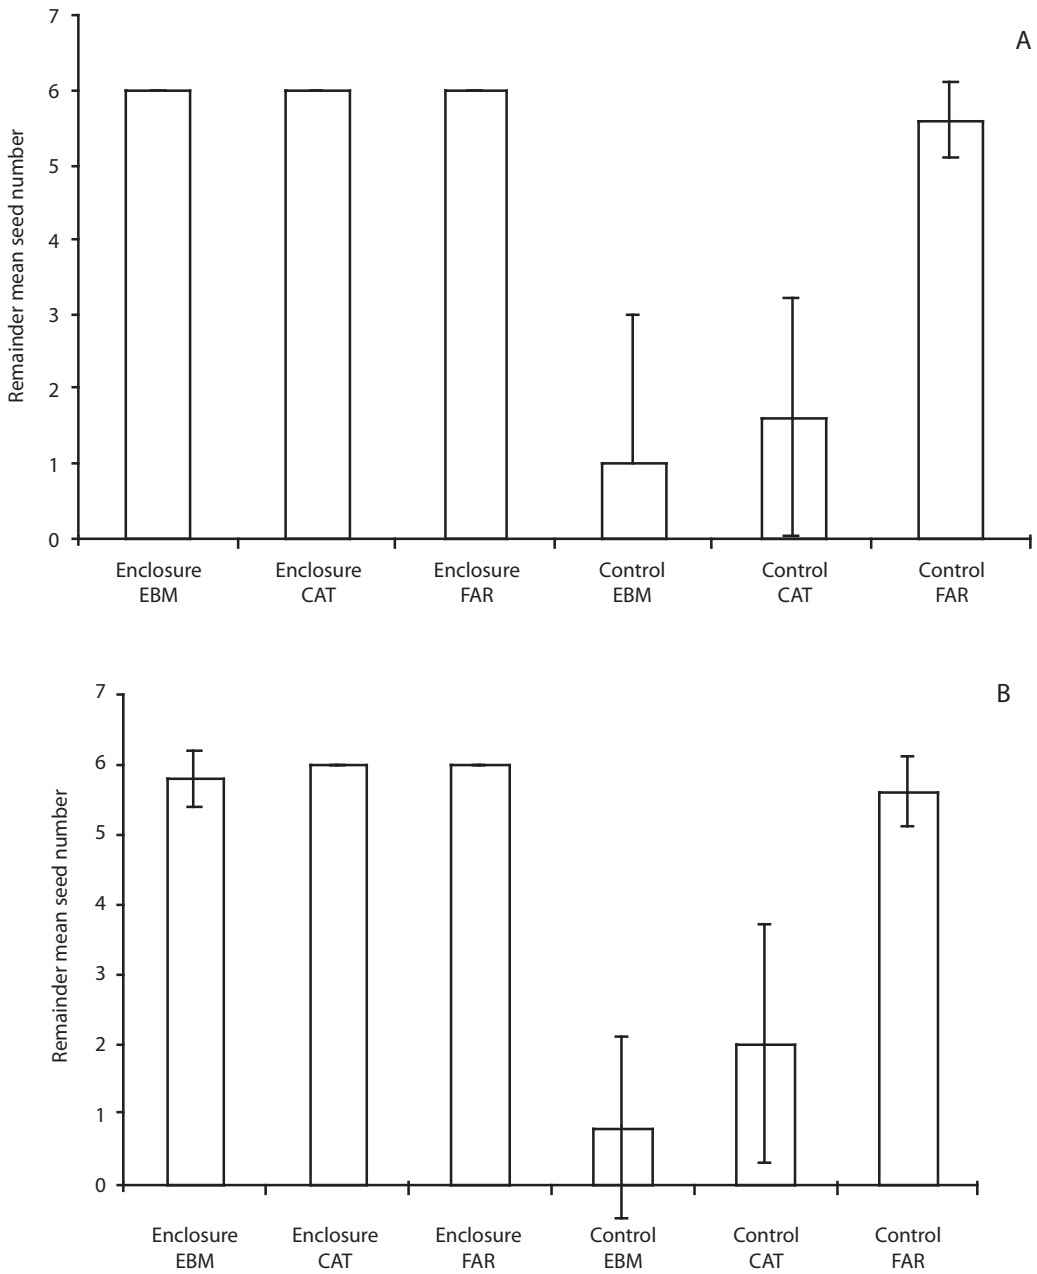 A
Remainder mean seed number
7
6
5
4
3
2
1
0
Enclosure Enclosure Enclosure Control Control Control
EBM CAT FAR EBM CAT FAR
B
Remainder mean seed number
7
6
5
4
3
2
1
0
Enclosure Enclosure Enclosure Control Control Control
EBM CAT FAR EBM CAT FAR